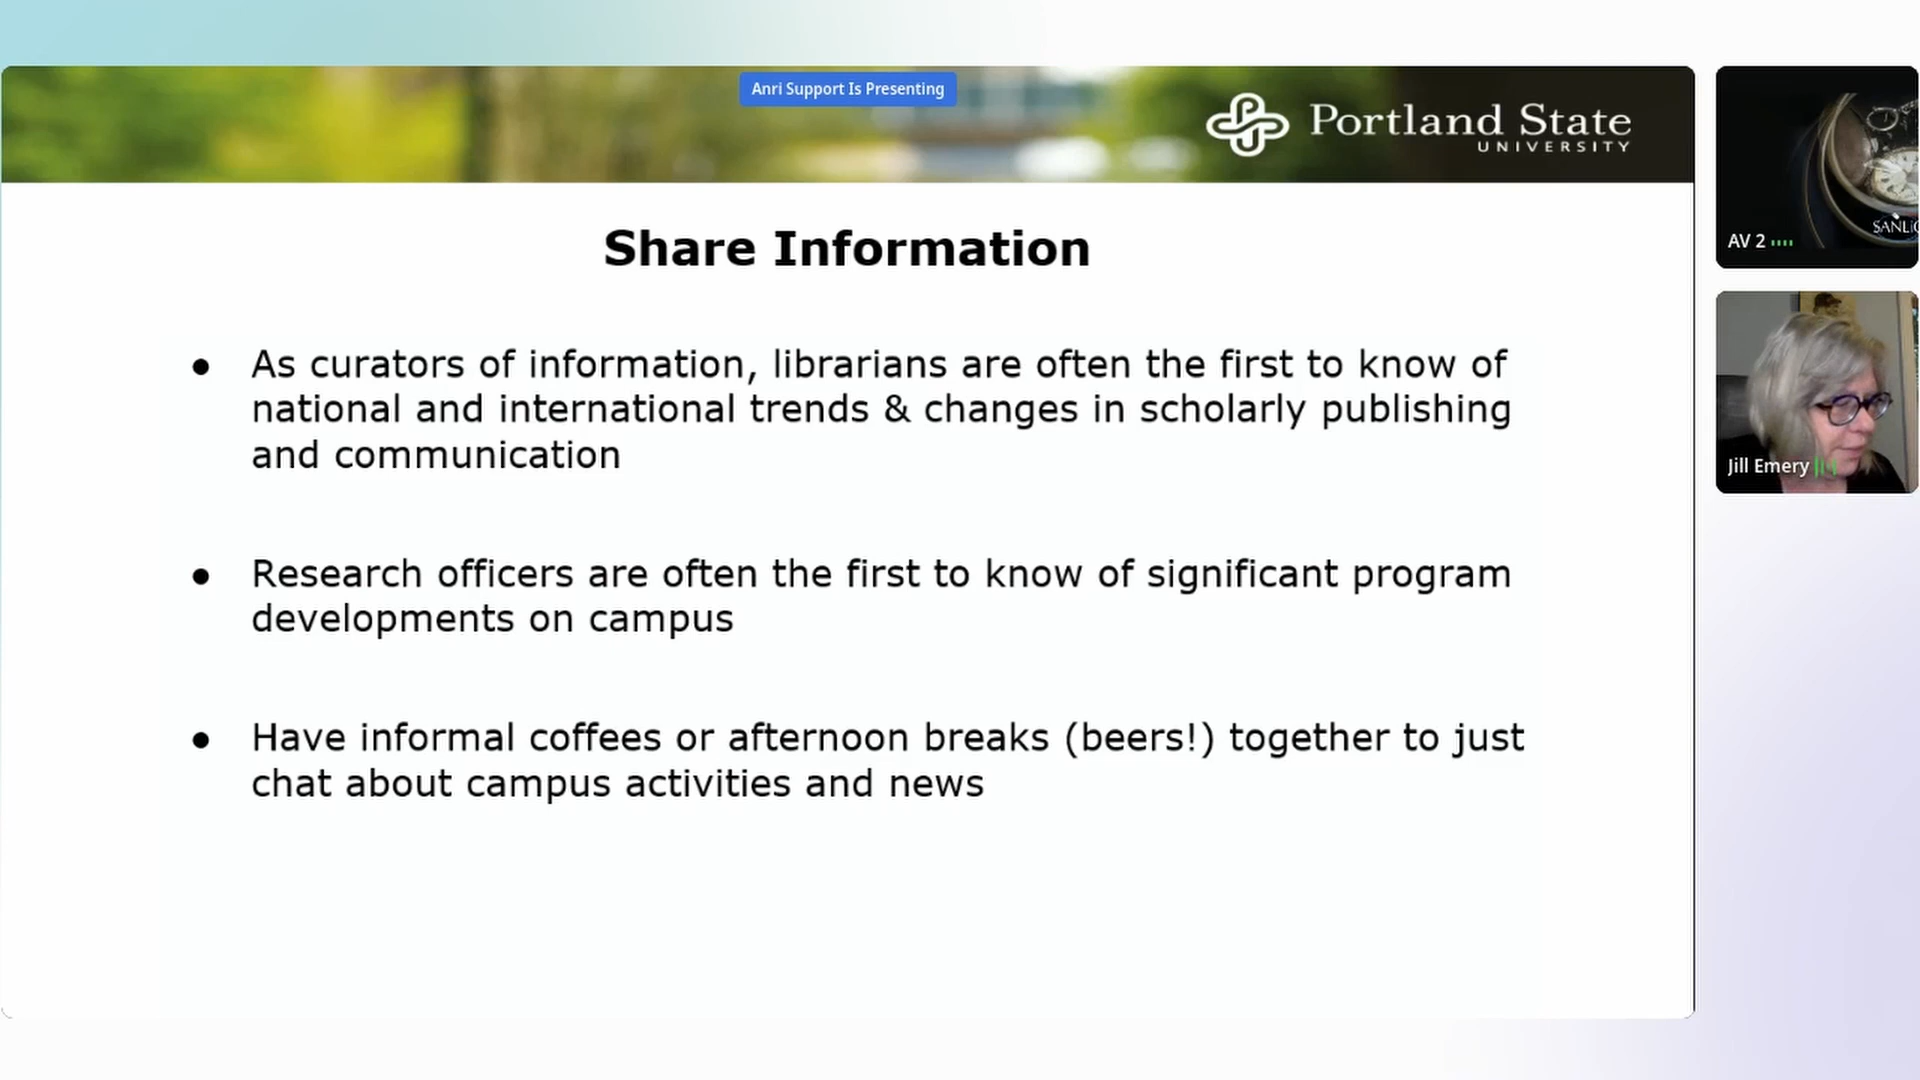 Anri Support Is Presenting
Portland State
UNIVERSITY
Share Information
● As curators of information, librarians are often the first to know of
national and international trends & changes in scholarly publishing
and communication
● Research officers are often the first to know of significant program
developments on campus
● Have informal coffees or afternoon breaks (beers!) together to just
chat about campus activities and news
AV 2
Jill Emery